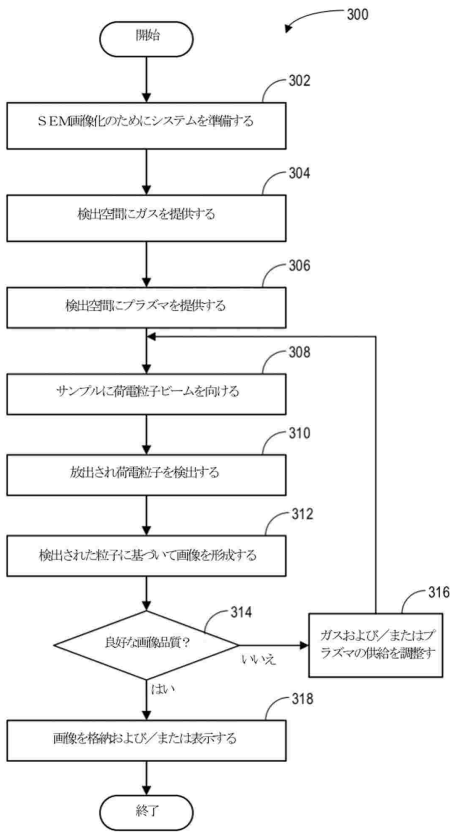 300
開始
302
SEM画像化のためにシステムを準備する
304
検出空間にガスを提供する
306
検出空間にプラズマを提供する
308
サンプルに荷電粒子ビームを向ける
310
放出され荷電粒子を検出する
312
検出された粒子に基づいて画像を形成する
314
良好な画像品質?
いいえ
はい
316
ガスおよび/またはプ
ラズマの供給を調整す
318
画像を格納および/または表示する
終了